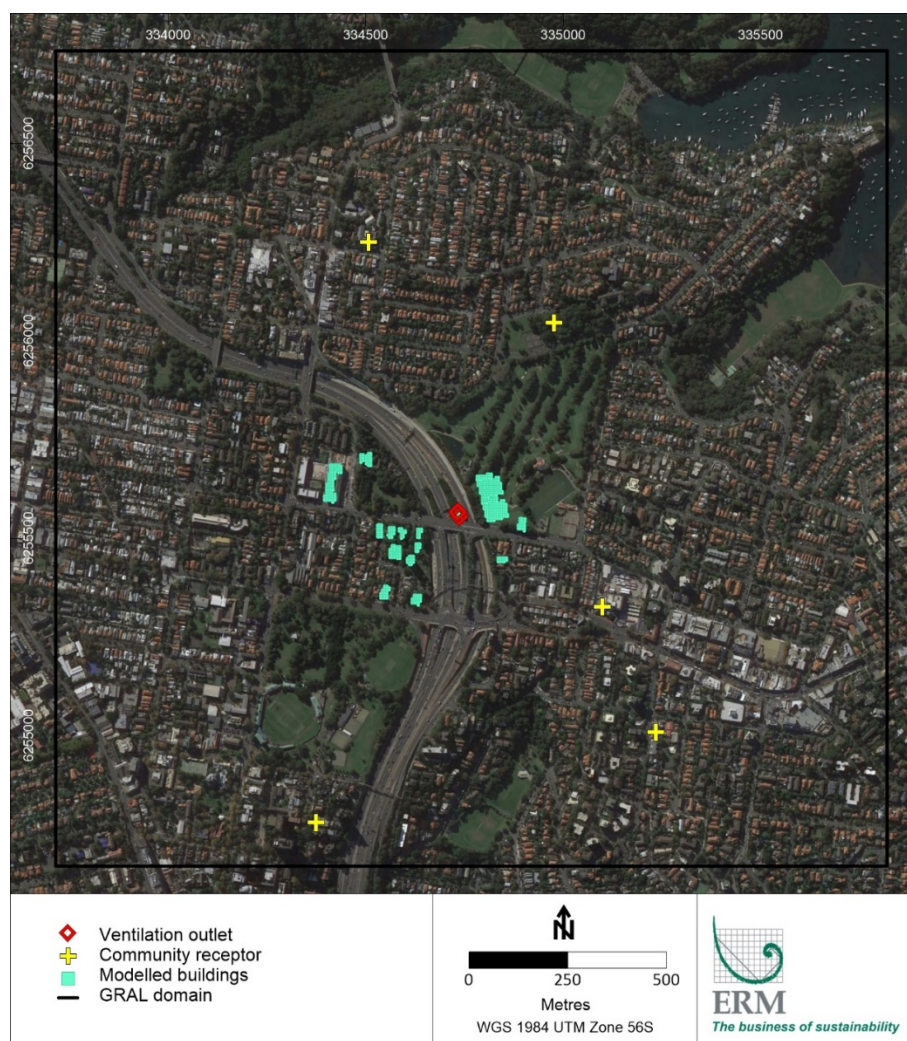 334000 334500 335000 335500
6256500
6256000
6255500
6255000
Ventilation outlet
Community receptor
Modelled buildings
GRAL domain
N
0 250 500
Metres
WGS 1984 UTM Zone 56S
ERM
The business of sustainability